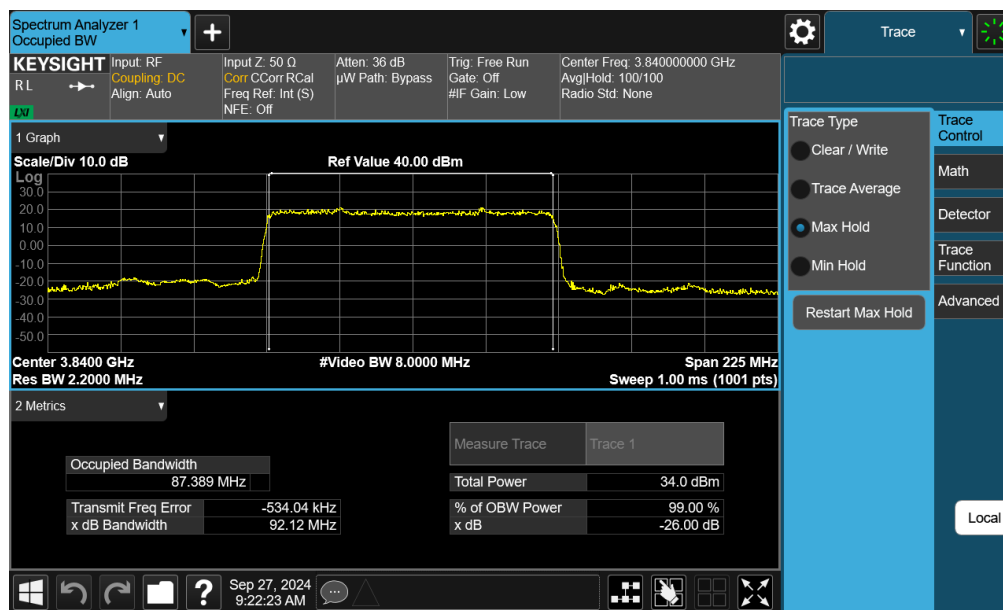 Spectrum Analyzer 1
Occupied BW
+
Trace
KEYSIGHT
R L
LXI
Input: RF
Coupling: DC
Align: Auto
Input Z: 50 Ω
Corr CCorr RCal
Freq Ref: Int (S)
NFE: Off
Atten: 36 dB
µW Path: Bypass
Trig: Free Run
Gate: Off
#IF Gain: Low
Center Freq: 3.840000000 GHz
Avg|Hold: 100/100
Radio Std: None
1 Graph
Scale/Div 10.0 dB
Ref Value 40.00 dBm
Log
30.0
20.0
10.0
0.00
-10.0
-20.0
-30.0
-40.0
-50.0
Center 3.8400 GHz
#Video BW 8.0000 MHz
Span 225 MHz
Res BW 2.2000 MHz
Sweep 1.00 ms (1001 pts)
2 Metrics
Measure Trace
Trace 1
Occupied Bandwidth
87.389 MHz
Total Power
34.0 dBm
Transmit Freq Error
-534.04 kHz
% of OBW Power
99.00 %
x dB Bandwidth
92.12 MHz
x dB
-26.00 dB
Trace Type
Clear / Write
Trace Average
Max Hold
Min Hold
Restart Max Hold
Trace
Control
Math
Detector
Trace
Function
Advanced
Local
?
Sep 27, 2024
9:22:23 AM